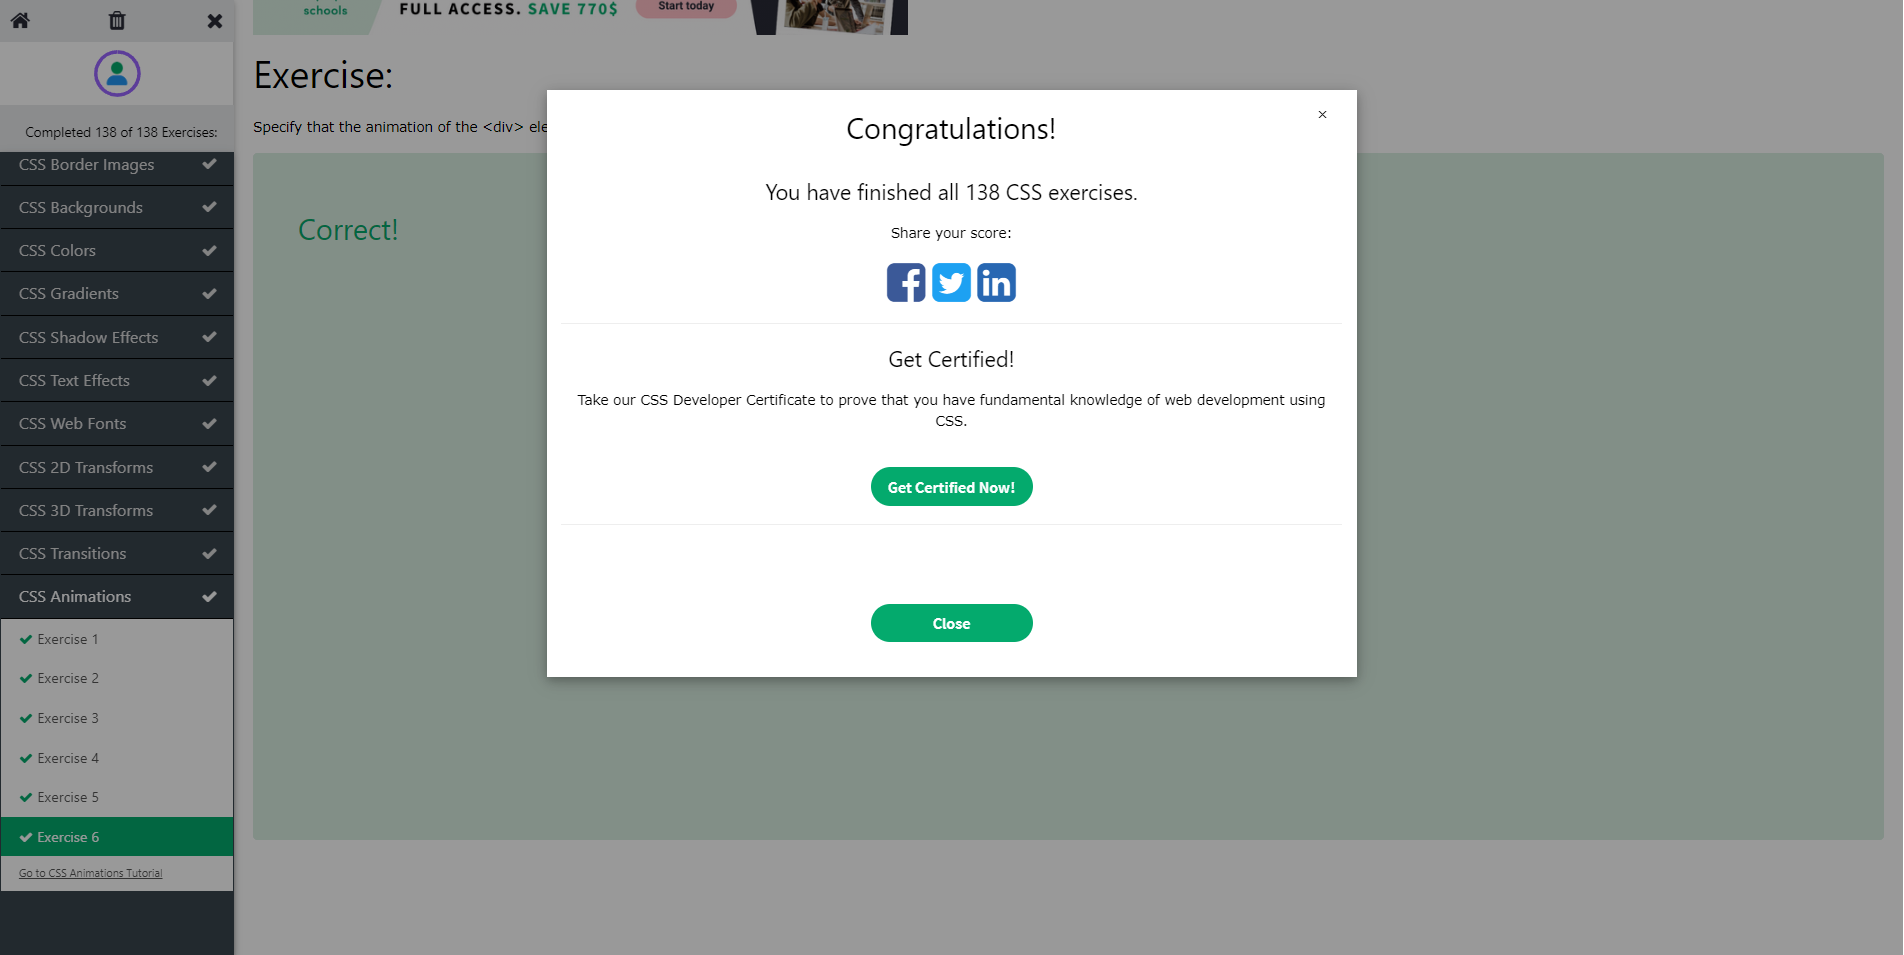 schools
FULL ACCESS. SAVE 770$
Start today
Completed 138 of 138 Exercises:
CSS Border Images
CSS Backgrounds
CSS Colors
CSS Gradients
CSS Shadow Effects
CSS Text Effects
CSS Web Fonts
CSS 2D Transforms
CSS 3D Transforms
CSS Transitions
CSS Animations
Exercise 1
Exercise 2
Exercise 3
Exercise 4
Exercise 5
Exercise 6
Go to CSS Animations Tutorial
Exercise:
Specify that the animation of the <div> ele
Correct!
×
Congratulations!
You have finished all 138 CSS exercises.
Share your score:
Get Certified!
Take our CSS Developer Certificate to prove that you have fundamental knowledge of web development using
CSS.
Get Certified Now!
Close